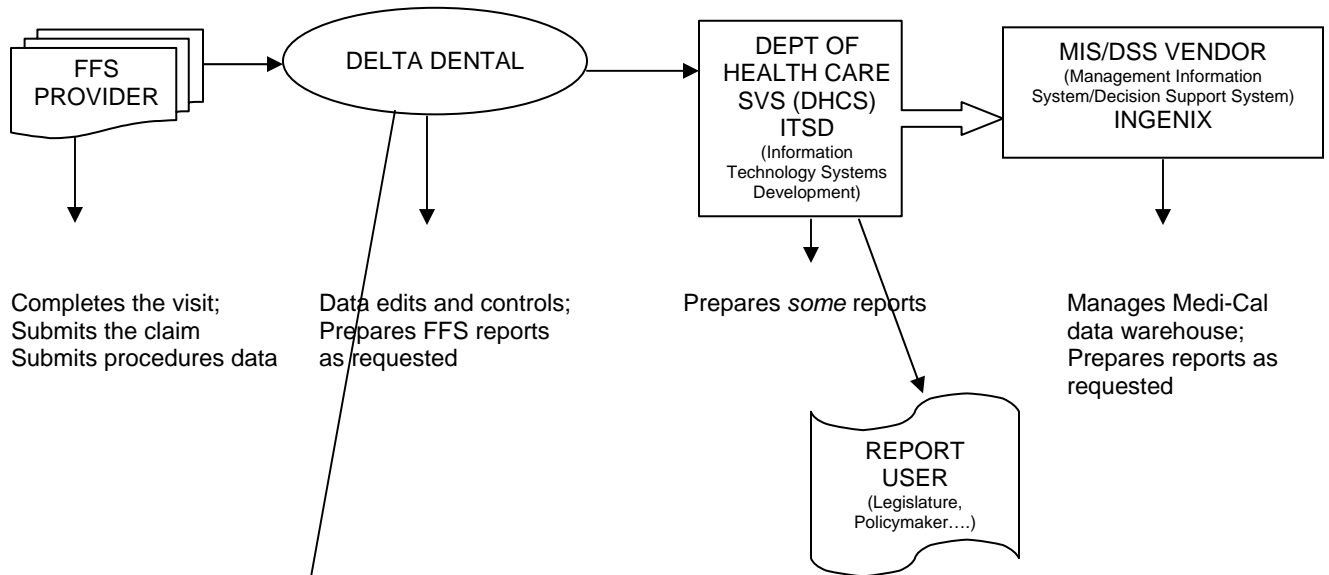 FFS
PROVIDER
DELTA DENTAL
DEPT OF
HEALTH CARE
SVS (DHCS)
ITSD
(Information
Technology Systems
Development)
MIS/DSS VENDOR
(Management Information
System/Decision Support System)
INGENIX
Completes the visit;
Submits the claim
Submits procedures data
Data edits and controls;
Prepares FFS reports
as requested
Prepares some reports
Manages Medi-Cal
data warehouse;
Prepares reports as
requested
REPORT
USER
(Legislature,
Policymaker….)